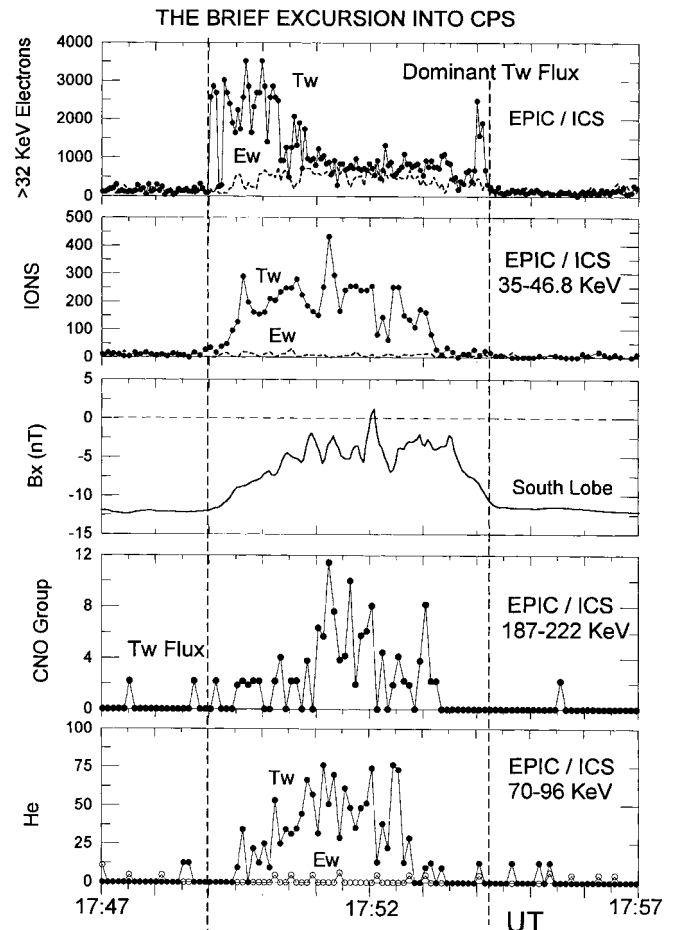 THE BRIEF EXCURSION INTO CPS
>32 KeV Electrons
4000
3000
2000
1000
0
Tw
Ew
Dominant Tw Flux
EPIC / ICS
IONS
500
400
300
200
100
0
Tw
Ew
EPIC / ICS
35-46.8 KeV
Bx (nT)
5
0
-5
-10
-15
South Lobe
CNO Group
12
8
4
0
Tw Flux
EPIC / ICS
187-222 KeV
He
100
75
50
25
0
Tw
Ew
EPIC / ICS
70-96 KeV
17:47
17:52
17:57
UT